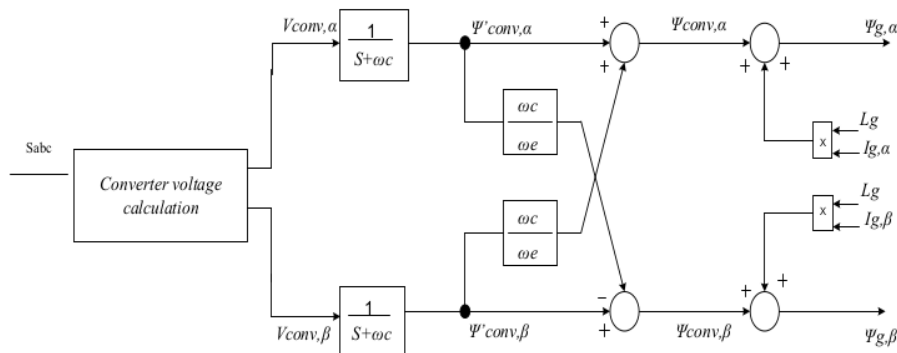 Vconv,α
1
S+ωc
Ψ'conv,α
+
+
Ψconv,α
+
+
Ψg,α
ωc
ωe
Lg
x
Ig,α
Sabc
Converter voltage
calculation
ωc
ωe
Lg
x
Ig,β
Vconv,β
1
S+ωc
Ψ'conv,β
−
+
Ψconv,β
+
+
Ψg,β